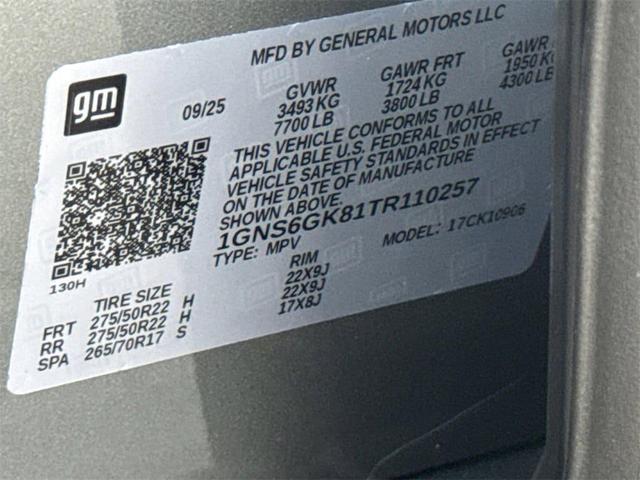 MFD BY GENERAL MOTORS LLC
gm
09/25
GVWR GAWR FRT GAWR
3493 KG 1724 KG 1950 KG
7700 LB 3800 LB 4300 LB
THIS VEHICLE CONFORMS TO ALL
APPLICABLE U.S. FEDERAL MOTOR
VEHICLE SAFETY STANDARDS IN EFFECT
ON THE DATE OF MANUFACTURE
SHOWN ABOVE.
1GNS6GK81TR110257
TYPE: MPV MODEL: 17CK10906
130H
TIRE SIZE RIM
FRT 275/50R22 H 22X9J
RR 275/50R22 H 22X9J
SPA 265/70R17 S 17X8J